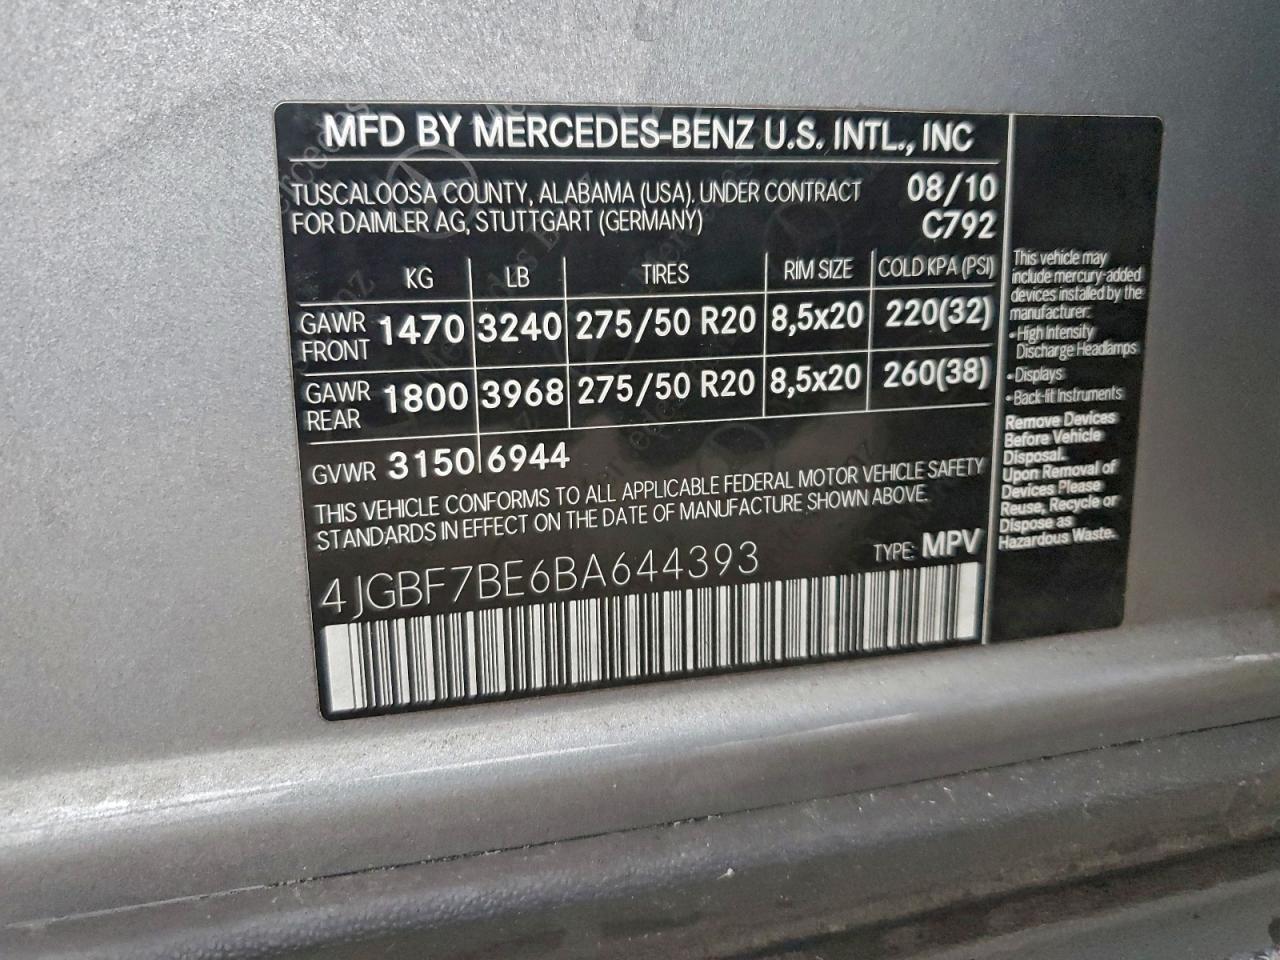 MFD BY MERCEDES-BENZ U.S. INTL., INC
TUSCALOOSA COUNTY, ALABAMA (USA). UNDER CONTRACT
FOR DAIMLER AG, STUTTGART (GERMANY)
08/10
C792
KG LB TIRES RIM SIZE COLD KPA (PSI)
GAWR FRONT 1470 3240 275/50 R20 8,5x20 220(32)
GAWR REAR 1800 3968 275/50 R20 8,5x20 260(38)
GVWR 3150 6944
THIS VEHICLE CONFORMS TO ALL APPLICABLE FEDERAL MOTOR VEHICLE SAFETY
STANDARDS IN EFFECT ON THE DATE OF MANUFACTURE SHOWN ABOVE.
4JGBF7BE6BA644393
TYPE: MPV
This vehicle may
include mercury-added
devices installed by the
manufacturer:
• High Intensity
Discharge Headlamps
• Displays
• Back-lit Instruments
Remove Devices
Before Vehicle
Disposal.
Upon Removal of
Devices Please
Reuse, Recycle or
Dispose as
Hazardous Waste.